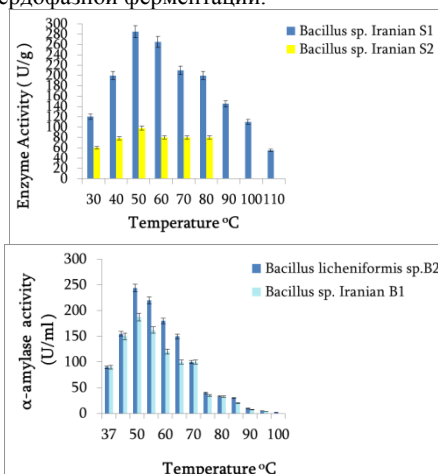 ердофазной ферментации.
Enzyme Activity ( U/g)
300
280
260
240
220
200
180
160
140
120
100
80
60
40
20
0
Bacillus sp. Iranian S1
Bacillus sp. Iranian S2
30 40 50 60 70 80 90 100 110
Temperature ºC
α-amylase activity
(U/ml)
300
250
200
150
100
50
0
Bacillus licheniformis sp.B2
Bacillus sp. Iranian B1
37 50 60 70 80 90 100
Temperature ºC